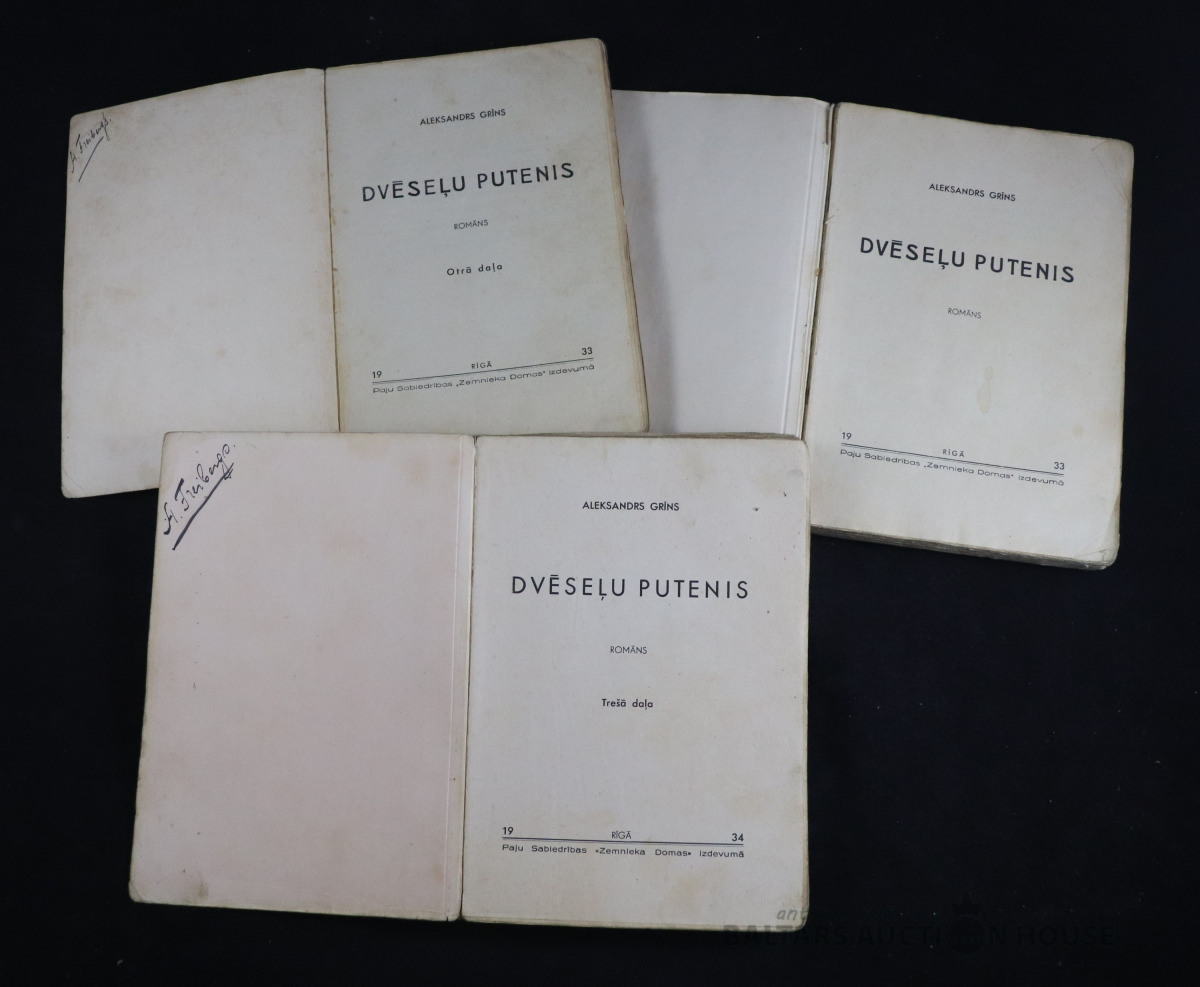 A. Freibergs.
ALEKSANDRS GRĪNS
DVĒSEĻU PUTENIS
ROMĀNS
Otrā daļa
19 RĪGĀ 33
Paju Sabiedrības „Zemnieka Domas" izdevumā
ALEKSANDRS GRĪNS
DVĒSEĻU PUTENIS
ROMĀNS
19 RĪGĀ 33
Paju Sabiedrības „Zemnieka Domas" izdevumā
A. Freibergs.
ALEKSANDRS GRĪNS
DVĒSEĻU PUTENIS
ROMĀNS
Trešā daļa
19 RĪGĀ 34
Paju Sabiedrības «Zemnieka Domas» izdevumā
BALTARS AUCTION HOUSE